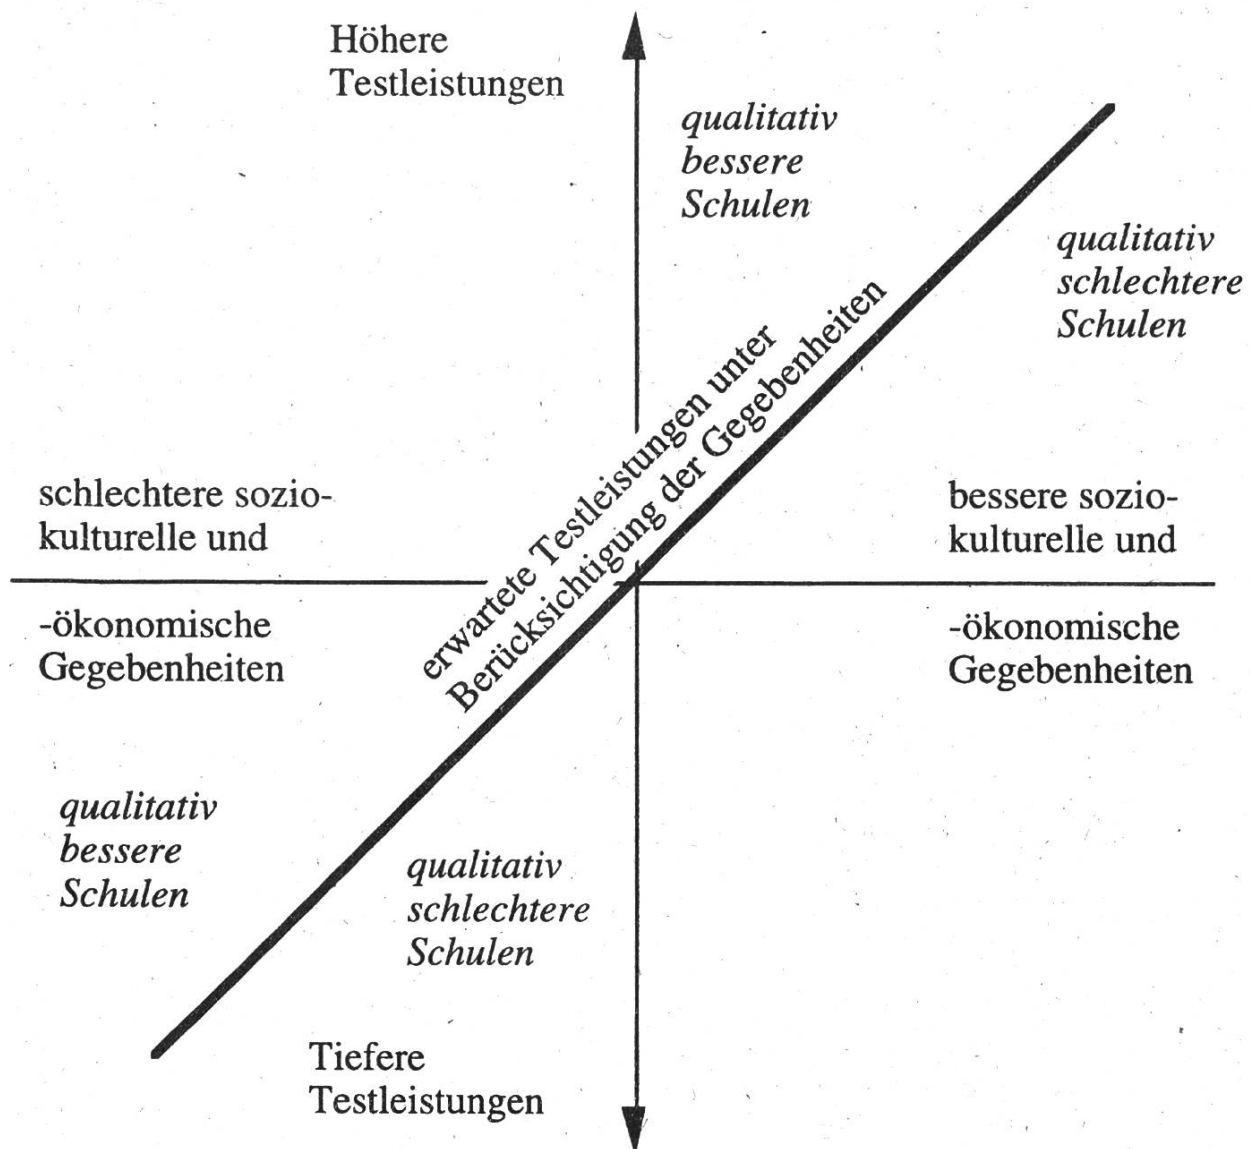 Höhere
Testleistungen
qualitativ
bessere
Schulen
qualitativ
schlechtere
Schulen
erwartete Testleistungen unter
Berücksichtigung der Gegebenheiten
schlechtere sozio-
kulturelle und
-ökonomische
Gegebenheiten
bessere sozio-
kulturelle und
-ökonomische
Gegebenheiten
qualitativ
bessere
Schulen
qualitativ
schlechtere
Schulen
Tiefere
Testleistungen